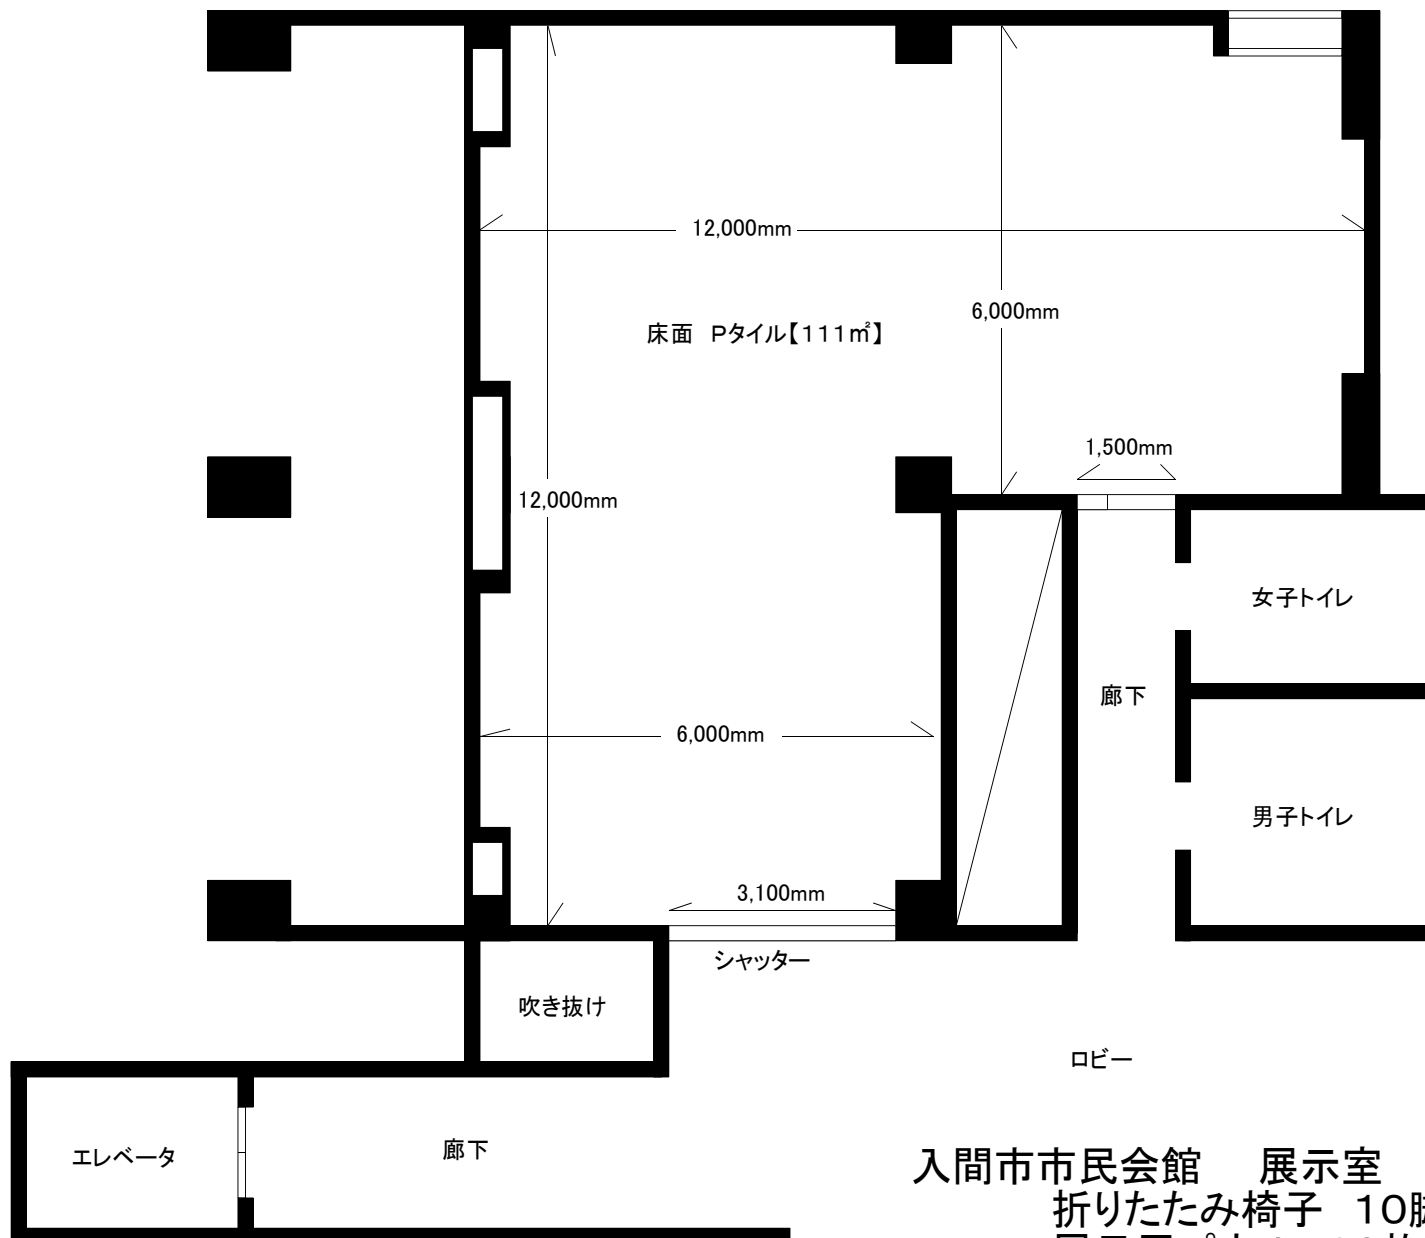 12,000mm
6,000mm
床面　Pタイル【111㎡】
1,500mm
12,000mm
女子トイレ
廊下
6,000mm
男子トイレ
3,100mm
シャッター
吹き抜け
ロビー
エレベータ
廊下
入間市市民会館　展示室
折りたたみ椅子　10脚